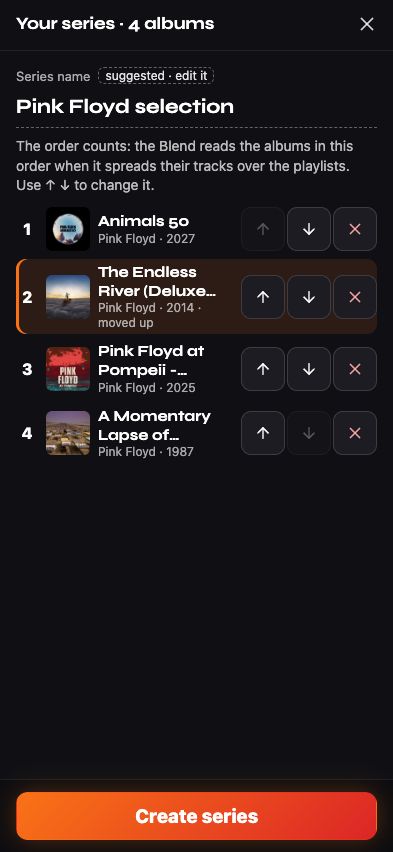 Your series · 4 albums
Series name suggested · edit it
Pink Floyd selection
The order counts: the Blend reads the albums in this
order when it spreads their tracks over the playlists.
Use ↑ ↓ to change it.
1
Animals 50
Pink Floyd · 2027
2
The Endless
River (Deluxe...
Pink Floyd · 2014 ·
moved up
3
PINK
FLOYD
Pink Floyd at
Pompeii -...
Pink Floyd · 2025
4
A Momentary
Lapse of...
Pink Floyd · 1987
Create series